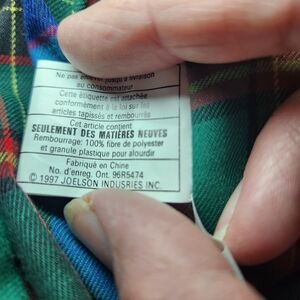 Ne pas enlever jusqu'à livraison
au consommateur
Cette étiquette est attachée
conformément à la loi sur les
articles tapissés et rembourrés
Cet article contient
SEULEMENT DES MATIÈRES NEUVES
Rembourrage: 100% fibre de polyester
et granule plastique pour alourdir
Fabriqué en Chine
No. d'enreg. Ont. 96R5474
© 1997 JOELSON INDUSRIES INC.